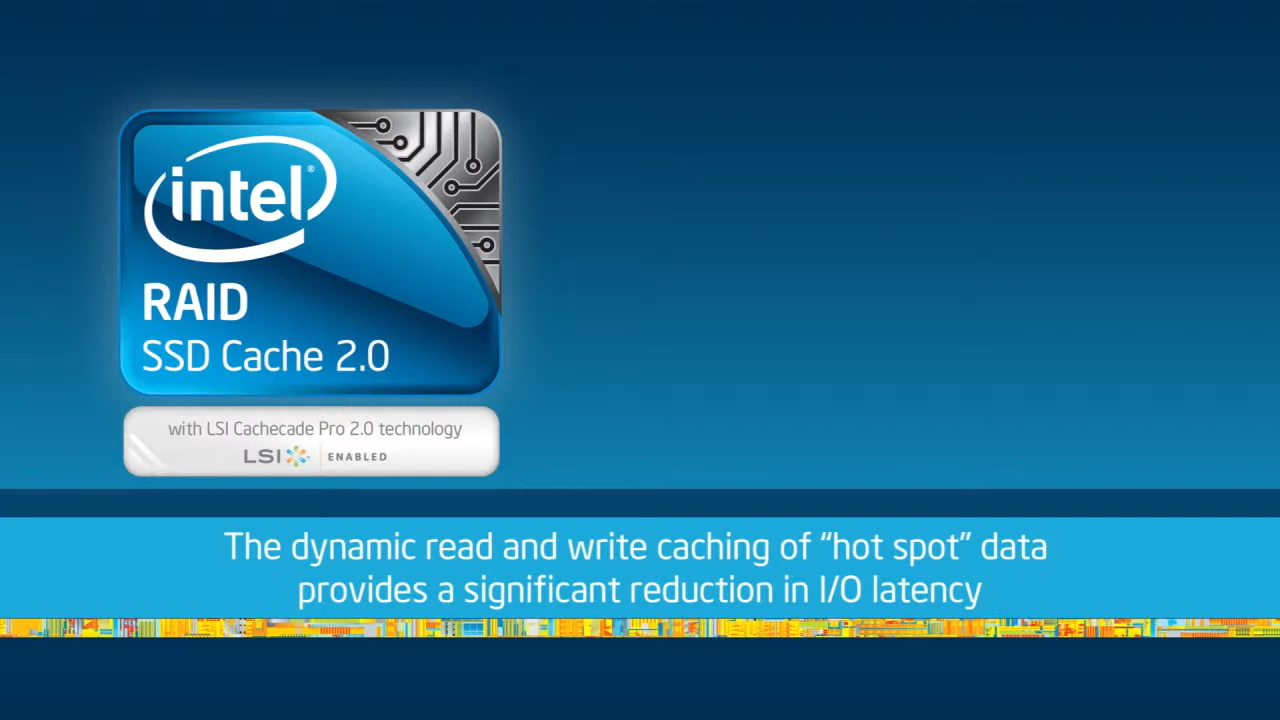 intel®
RAID
SSD Cache 2.0
with LSI Cachecade Pro 2.0 technology
LSI ENABLED
The dynamic read and write caching of “hot spot” data
provides a significant reduction in I/O latency